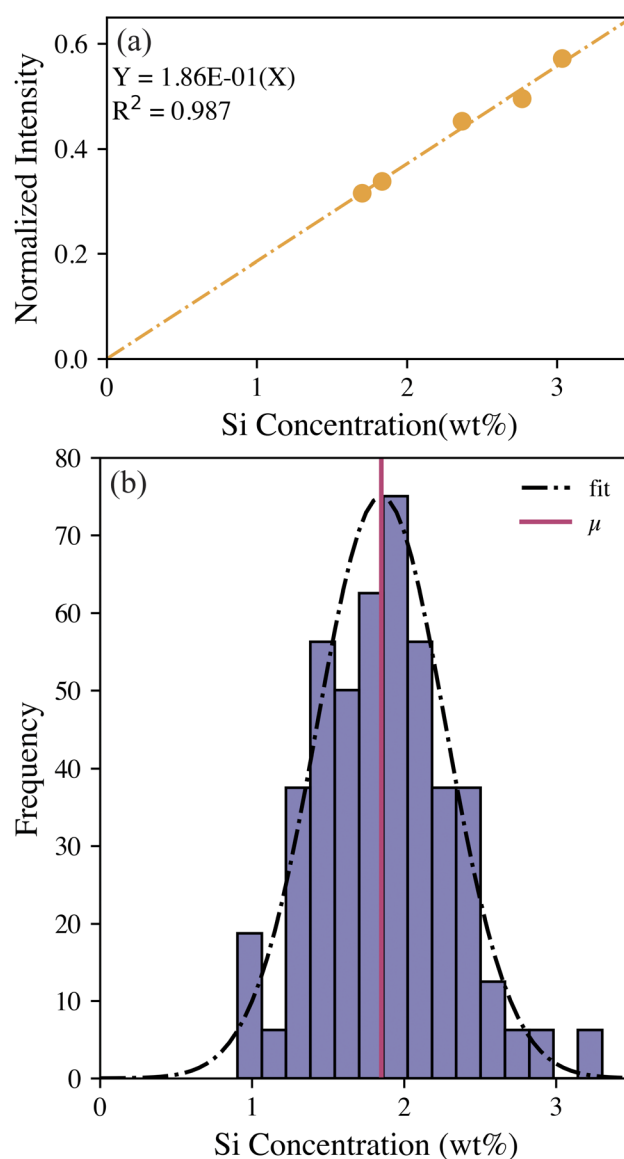 (a)
Y = 1.86E-01(X)
R² = 0.987
Normalized Intensity
0.6
0.4
0.2
0.0
0 1 2 3
Si Concentration(wt%)
(b)
fit
μ
Frequency
80
70
60
50
40
30
20
10
0
0 1 2 3
Si Concentration (wt%)